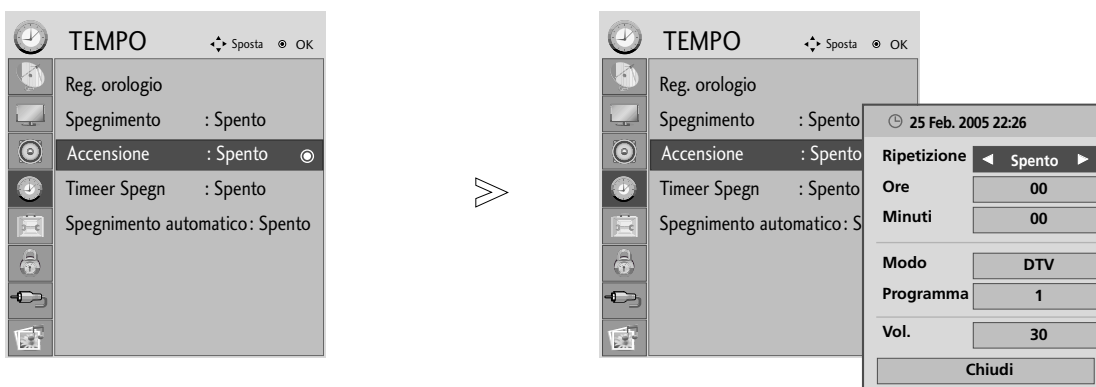 TEMPO Sposta OK
Reg. orologio
Spegnimento : Spento
Accensione : Spento
Timeer Spegn : Spento
Spegnimento automatico: Spento
TEMPO Sposta OK
Reg. orologio
Spegnimento : Spento
Accensione : Spento
Timeer Spegn : Spento
Spegnimento automatico: S
25 Feb. 2005 22:26
Ripetizione Spento
Ore 00
Minuti 00
Modo DTV
Programma 1
Vol. 30
Chiudi